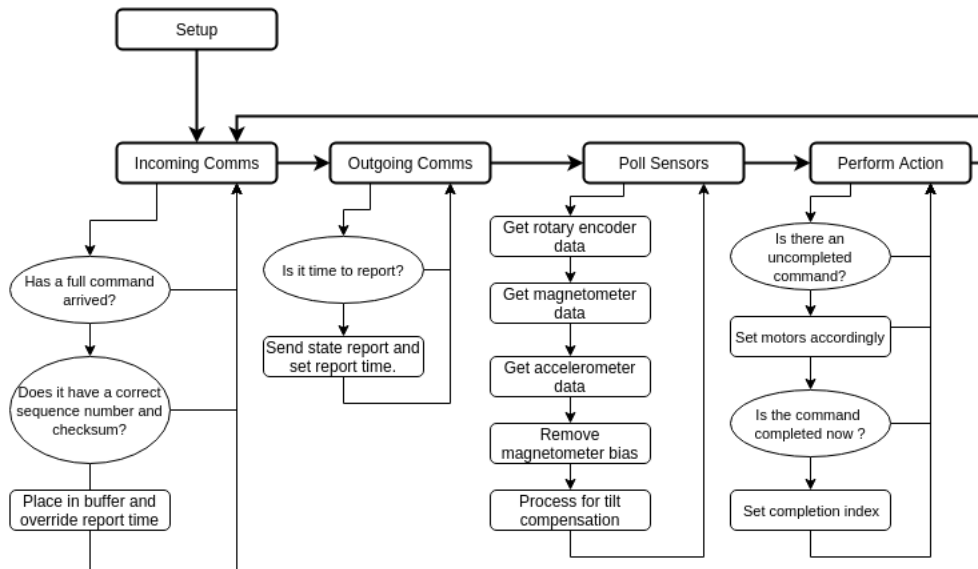 Setup
Incoming Comms
Outgoing Comms
Poll Sensors
Perform Action
Has a full command
arrived?
Does it have a correct
sequence number and
checksum?
Place in buffer and
override report time
Is it time to report?
Send state report and
set report time.
Get rotary encoder
data
Get magnetometer
data
Get accelerometer
data
Remove
magnetometer bias
Process for tilt
compensation
Is there an
uncompleted
command?
Set motors accordingly
Is the command
completed now ?
Set completion index